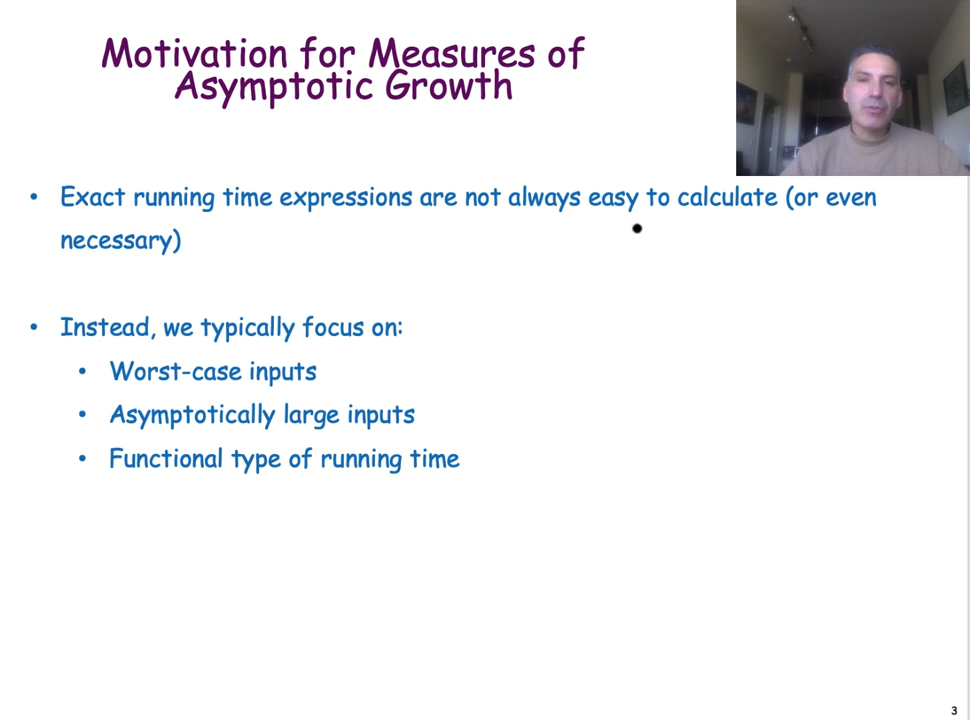 Motivation for Measures of
Asymptotic Growth
• Exact running time expressions are not always easy to calculate (or even
necessary)
• Instead, we typically focus on:
• Worst-case inputs
• Asymptotically large inputs
• Functional type of running time
3